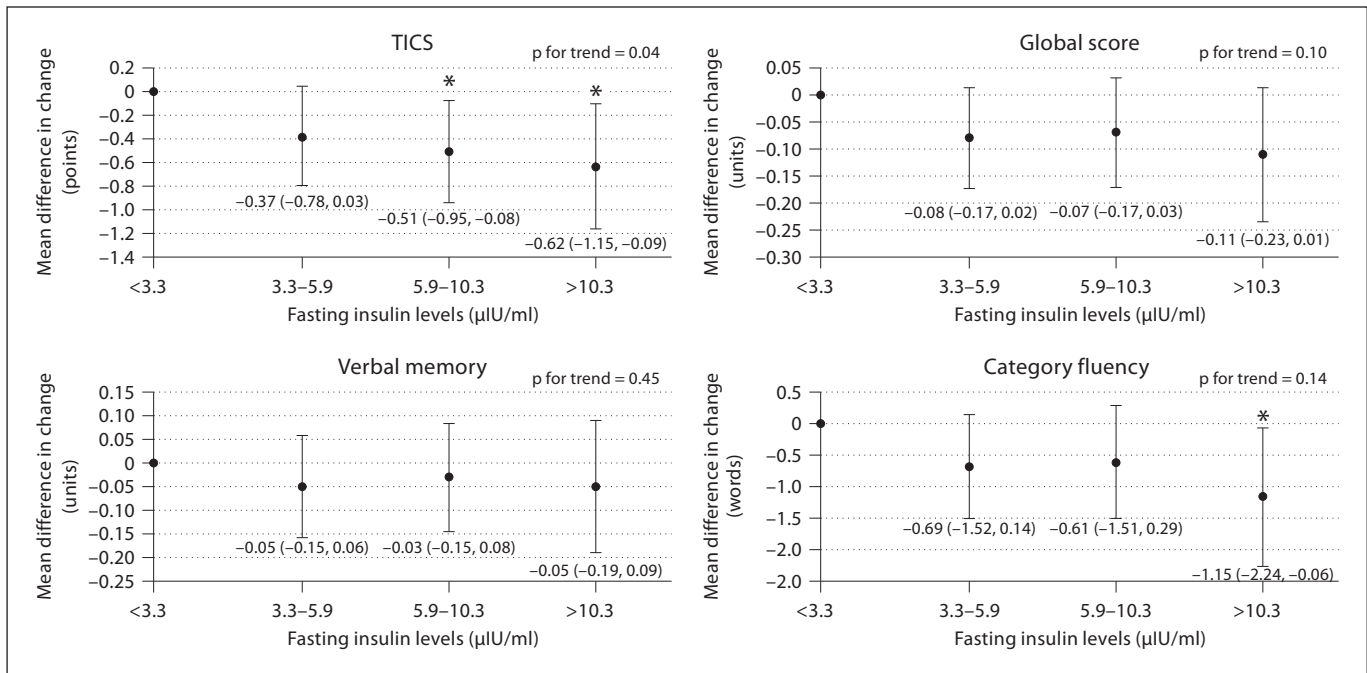 TICS
p for trend = 0.04
Mean difference in change
(points)
0.2
0
−0.2
−0.4
−0.6
−0.8
−1.0
−1.2
−1.4
*
*
−0.37 (−0.78, 0.03)
−0.51 (−0.95, −0.08)
−0.62 (−1.15, −0.09)
<3.3
3.3–5.9
5.9–10.3
>10.3
Fasting insulin levels (μIU/ml)
Global score
p for trend = 0.10
Mean difference in change
(units)
0.05
0
−0.05
−0.10
−0.15
−0.20
−0.25
−0.30
−0.08 (−0.17, 0.02)
−0.07 (−0.17, 0.03)
−0.11 (−0.23, 0.01)
<3.3
3.3–5.9
5.9–10.3
>10.3
Fasting insulin levels (μIU/ml)
Verbal memory
p for trend = 0.45
Mean difference in change
(units)
0.15
0.10
0.05
0
−0.05
−0.10
−0.15
−0.20
−0.25
−0.05 (−0.15, 0.06)
−0.03 (−0.15, 0.08)
−0.05 (−0.19, 0.09)
<3.3
3.3–5.9
5.9–10.3
>10.3
Fasting insulin levels (μIU/ml)
Category fluency
p for trend = 0.14
Mean difference in change
(words)
0.5
0
−0.5
−1.0
−1.5
−2.0
*
−0.69 (−1.52, 0.14)
−0.61 (−1.51, 0.29)
−1.15 (−2.24, −0.06)
<3.3
3.3–5.9
5.9–10.3
>10.3
Fasting insulin levels (μIU/ml)